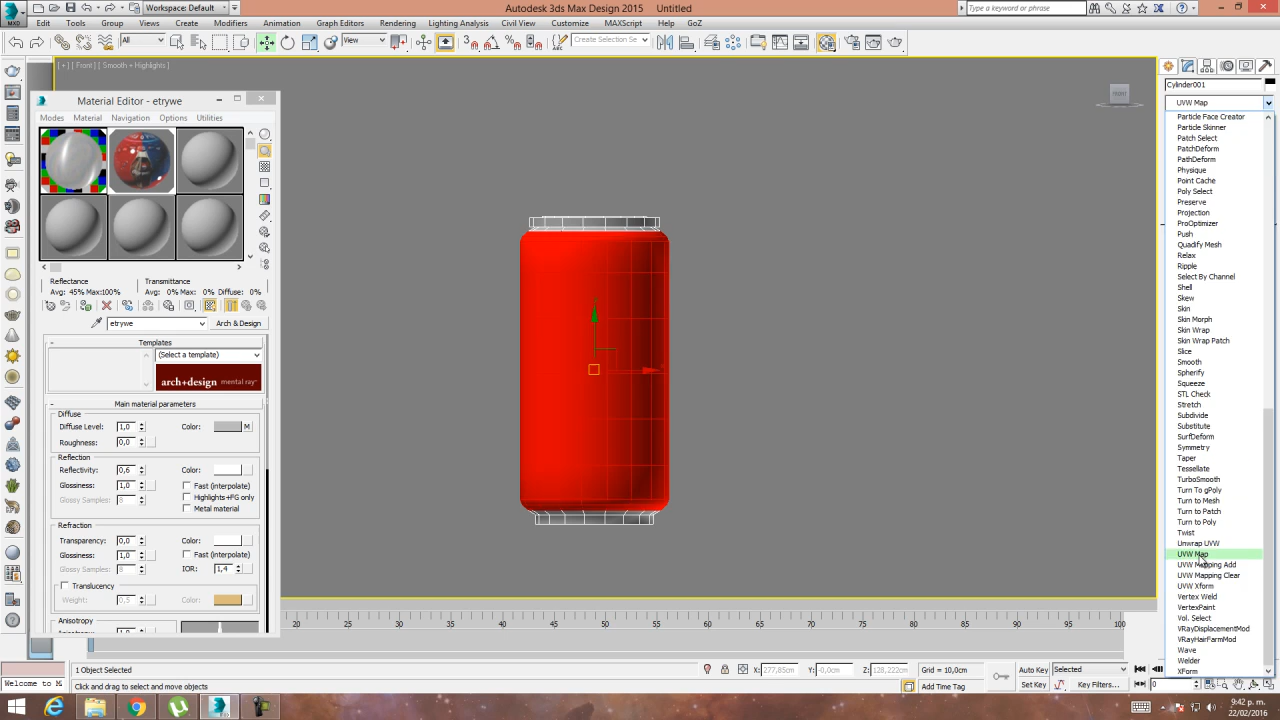 Workspace: Default
Autodesk 3ds Max Design 2015 Untitled
Type a keyword or phrase
MXD
Edit Tools Group Views Create Modifiers Animation Graph Editors Rendering Lighting Analysis Civil View Customize MAXScript Help GoZ
All View Create Selection Se
[ + ] [ Front ] [ Smooth + Highlights ]
FRONT
Material Editor - etrywe
Modes Material Navigation Options Utilities
Reflectance Transmittance
Avg: 45% Max:100% Avg: 0% Max: 0% Diffuse: 0%
etrywe Arch & Design
Templates
(Select a template)
arch+design mental ray
Main material parameters
Diffuse
Diffuse Level: 1,0 Color: M
Roughness: 0,0
Reflection
Reflectivity: 0,6 Color:
Glossiness: 1,0 Fast (interpolate)
Glossy Samples: 8 Highlights+FG only
Metal material
Refraction
Transparency: 0,0 Color:
Glossiness: 1,0 Fast (interpolate)
Glossy Samples: 8 IOR: 1,4
Translucency
Weight: 0,5 Color:
Anisotropy
Cylinder001
UVW Map
Particle Face Creator
Particle Skinner
Patch Select
PatchDeform
PathDeform
Physique
Point Cache
Poly Select
Preserve
Projection
ProOptimizer
Push
Quadify Mesh
Relax
Ripple
Select By Channel
Shell
Skew
Skin
Skin Morph
Skin Wrap
Skin Wrap Patch
Slice
Smooth
Spherify
Squeeze
STL Check
Stretch
Subdivide
Substitute
SurfDeform
Symmetry
Taper
Tessellate
TurboSmooth
Turn To gPoly
Turn to Mesh
Turn to Patch
Turn to Poly
Twist
Unwrap UVW
UVW Map
UVW Mapping Add
UVW Mapping Clear
UVW Xform
Vertex Weld
VertexPaint
Vol. Select
VRayDisplacementMod
VRayHairFarmMod
Wave
Welder
XForm
20 25 30 35 40 45 50 55 60 65 70 75 80 85 90 95 100
1 Object Selected X: 277,85cm Y: -0,0cm Z: 128,222cm Grid = 10,0cm Auto Key Selected
Welcome to M Click and drag to select and move objects Add Time Tag Set Key Key Filters... 0
9:42 p. m.
22/02/2016